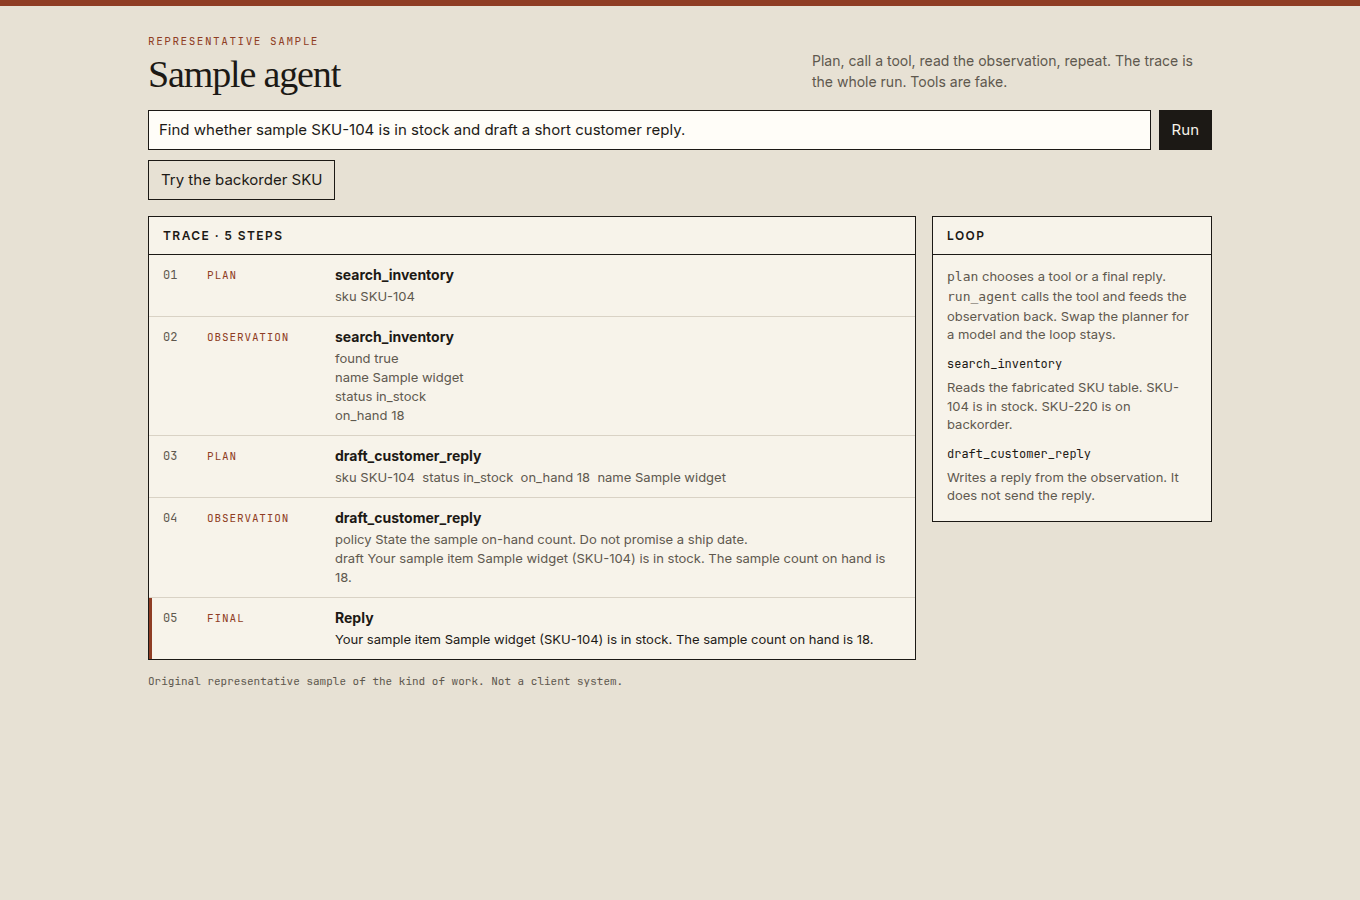 REPRESENTATIVE SAMPLE
Sample agent
Plan, call a tool, read the observation, repeat. The trace is
the whole run. Tools are fake.
Find whether sample SKU-104 is in stock and draft a short customer reply.
Run
Try the backorder SKU
TRACE · 5 STEPS
01 PLAN search_inventory
sku SKU-104
02 OBSERVATION search_inventory
found true
name Sample widget
status in_stock
on_hand 18
03 PLAN draft_customer_reply
sku SKU-104 status in_stock on_hand 18 name Sample widget
04 OBSERVATION draft_customer_reply
policy State the sample on-hand count. Do not promise a ship date.
draft Your sample item Sample widget (SKU-104) is in stock. The sample count on hand is
18.
05 FINAL Reply
Your sample item Sample widget (SKU-104) is in stock. The sample count on hand is 18.
LOOP
plan chooses a tool or a final reply.
run_agent calls the tool and feeds the
observation back. Swap the planner for
a model and the loop stays.
search_inventory
Reads the fabricated SKU table. SKU-
104 is in stock. SKU-220 is on
backorder.
draft_customer_reply
Writes a reply from the observation. It
does not send the reply.
Original representative sample of the kind of work. Not a client system.